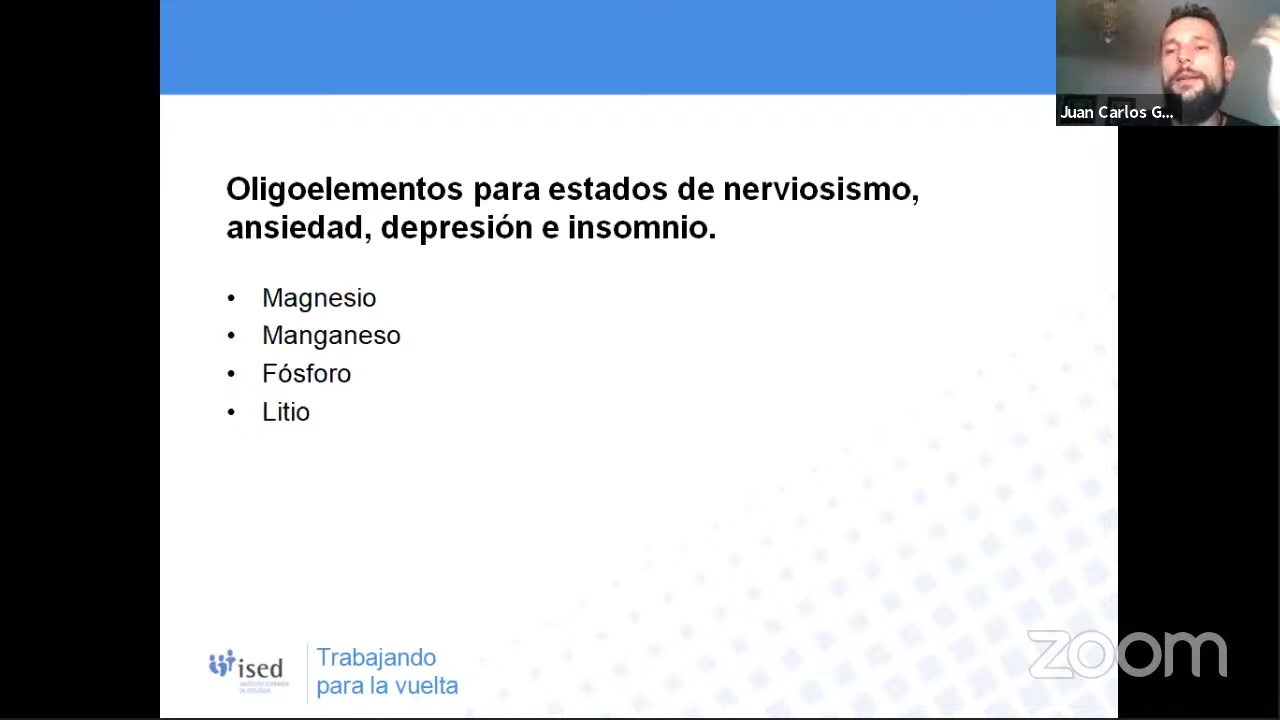 Juan Carlos G...
Oligoelementos para estados de nerviosismo,
ansiedad, depresión e insomnio.
• Magnesio
• Manganeso
• Fósforo
• Litio
ised
Trabajando
para la vuelta
zoom